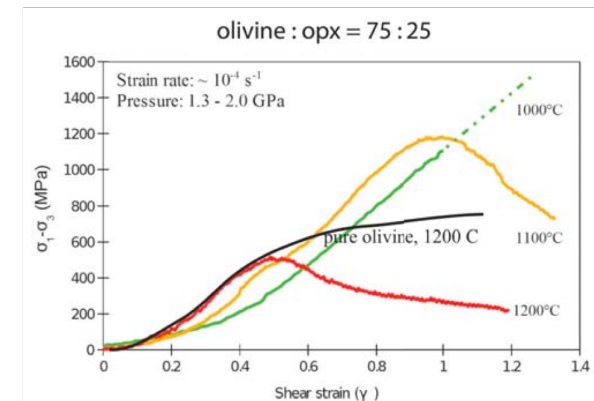 olivine : opx = 75 : 25
1600
Strain rate: ~ 10⁻⁴ s⁻¹
Pressure: 1.3 - 2.0 GPa
1400
1000°C
1200
1000
800
σ₁-σ₃ (MPa)
pure olivine, 1200 C
1100°C
600
400
200
1200°C
0
0 0.2 0.4 0.6 0.8 1 1.2 1.4
Shear strain (γ )